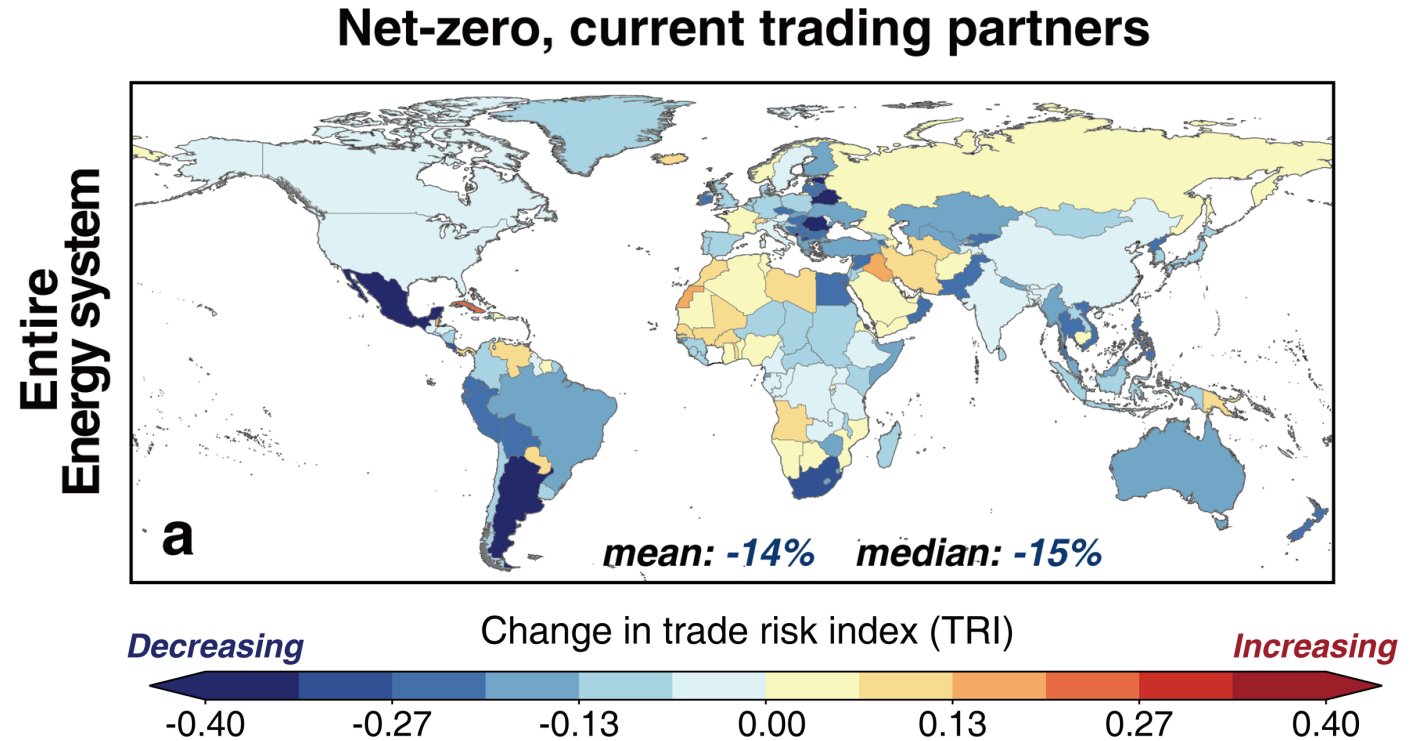 Net-zero, current trading partners
Entire
Energy system
a
mean: -14% median: -15%
Change in trade risk index (TRI)
Decreasing
Increasing
-0.40 -0.27 -0.13 0.00 0.13 0.27 0.40